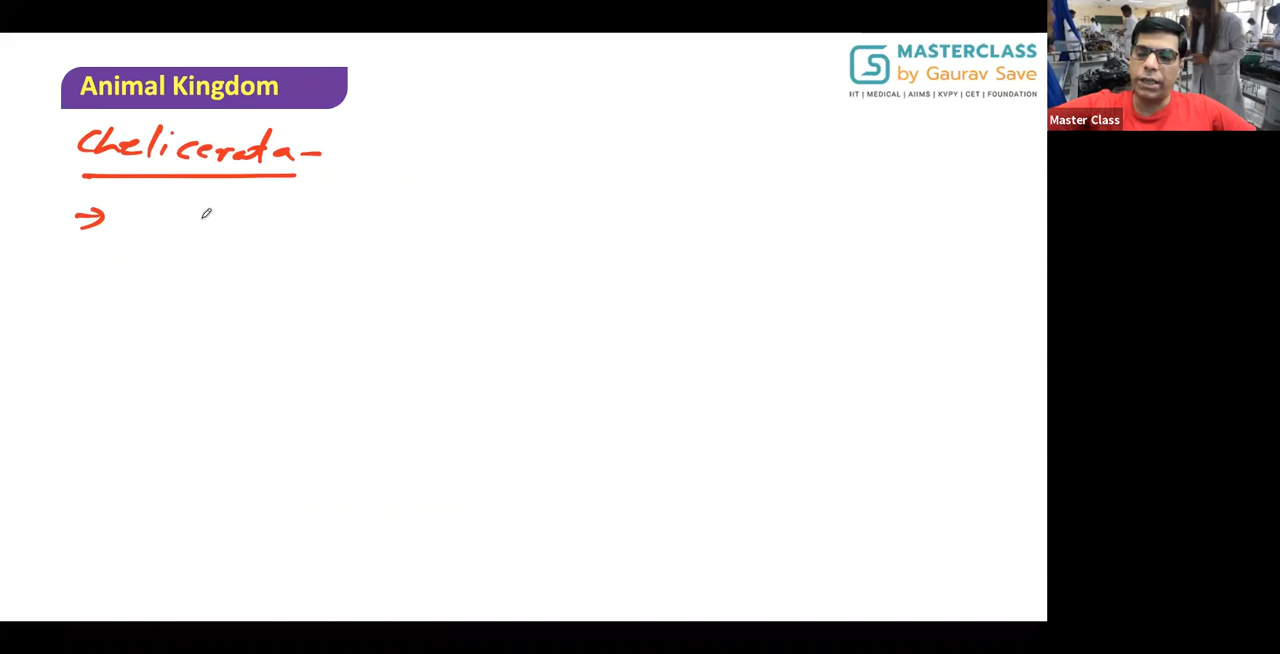 MASTERCLASS
by Gaurav Save
IIT | MEDICAL | AIIMS | KVPY | CET | FOUNDATION
Master Class
Animal Kingdom
Chelicerata –
→